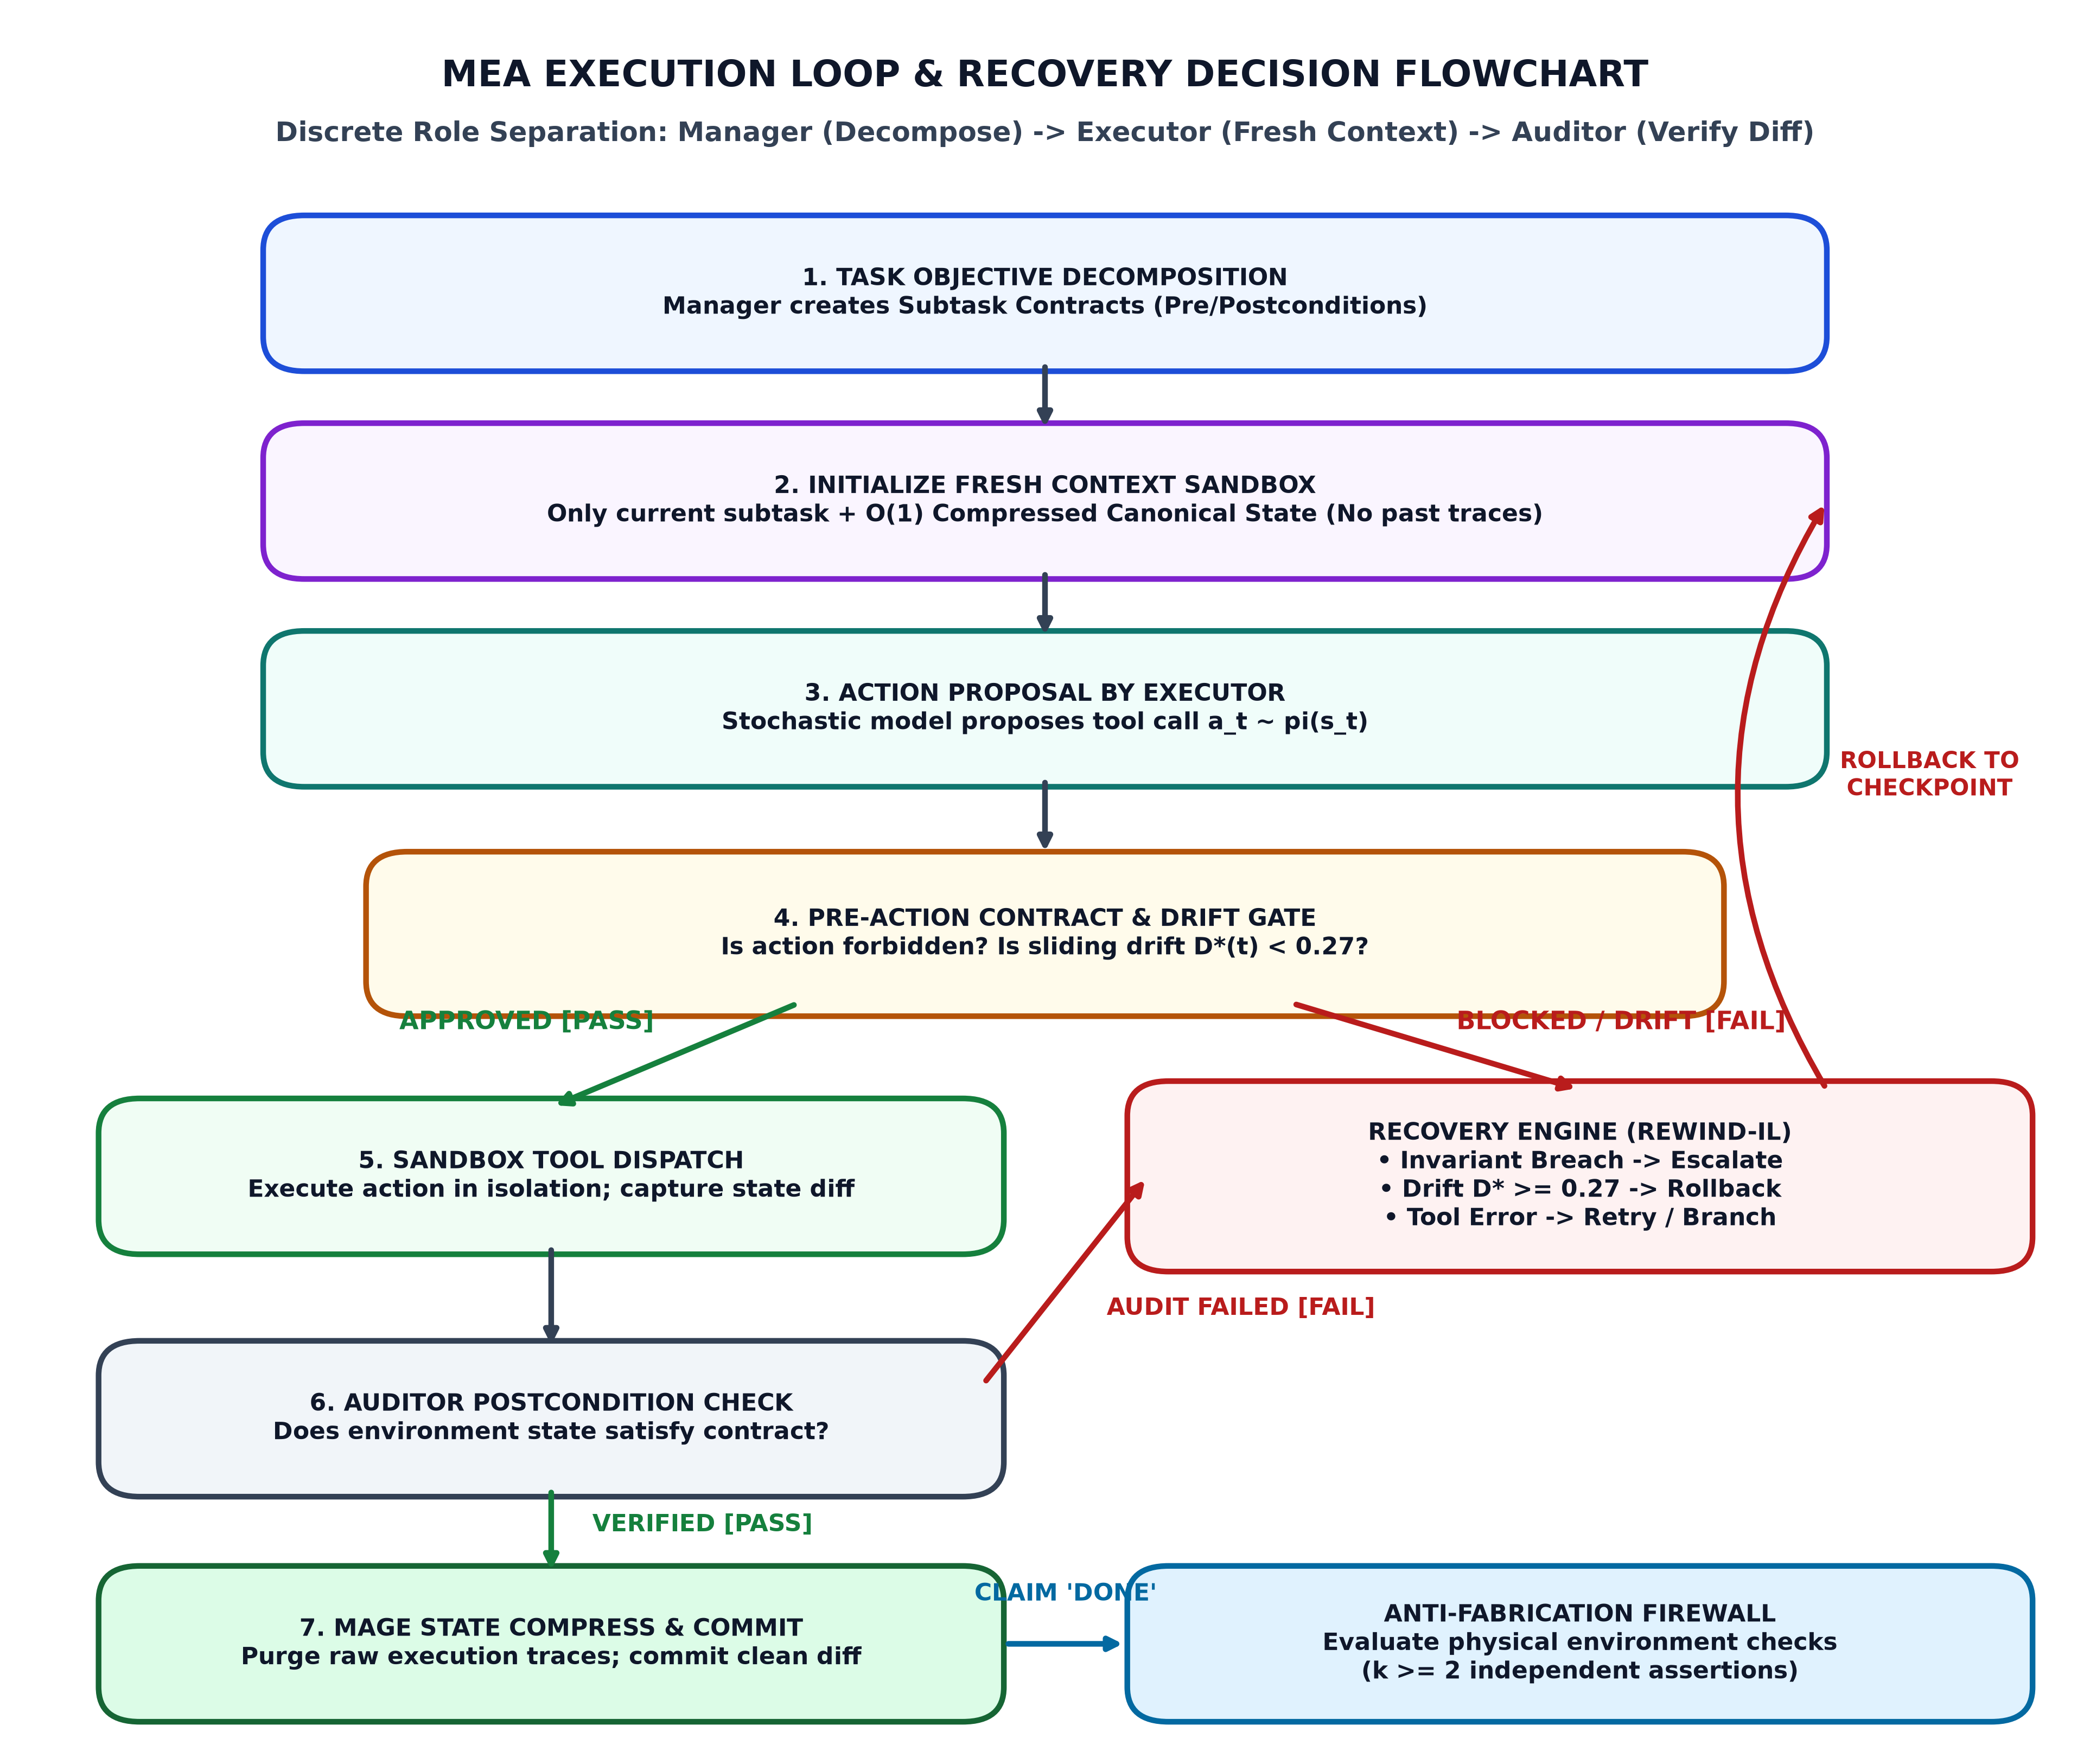 MEA EXECUTION LOOP & RECOVERY DECISION FLOWCHART
Discrete Role Separation: Manager (Decompose) -> Executor (Fresh Context) -> Auditor (Verify Diff)
1. TASK OBJECTIVE DECOMPOSITION
Manager creates Subtask Contracts (Pre/Postconditions)
2. INITIALIZE FRESH CONTEXT SANDBOX
Only current subtask + O(1) Compressed Canonical State (No past traces)
3. ACTION PROPOSAL BY EXECUTOR
Stochastic model proposes tool call a_t ~ pi(s_t)
ROLLBACK TO
CHECKPOINT
4. PRE-ACTION CONTRACT & DRIFT GATE
Is action forbidden? Is sliding drift D*(t) < 0.27?
APPROVED [PASS]
BLOCKED / DRIFT [FAIL]
5. SANDBOX TOOL DISPATCH
Execute action in isolation; capture state diff
RECOVERY ENGINE (REWIND-IL)
• Invariant Breach -> Escalate
• Drift D* >= 0.27 -> Rollback
• Tool Error -> Retry / Branch
AUDIT FAILED [FAIL]
6. AUDITOR POSTCONDITION CHECK
Does environment state satisfy contract?
VERIFIED [PASS]
7. MAGE STATE COMPRESS & COMMIT
Purge raw execution traces; commit clean diff
CLAIM 'DONE'
ANTI-FABRICATION FIREWALL
Evaluate physical environment checks
(k >= 2 independent assertions)